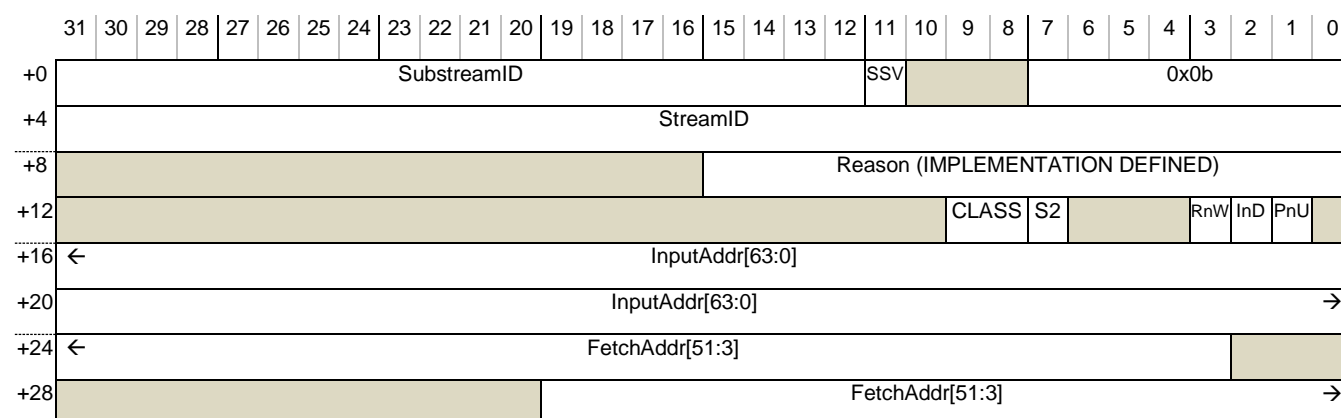 31 30 29 28 27 26 25 24 23 22 21 20 19 18 17 16 15 14 13 12 11 10 9 8 7 6 5 4 3 2 1 0
+0 SubstreamID SSV 0x0b
+4 StreamID
+8 Reason (IMPLEMENTATION DEFINED)
+12 CLASS S2 RnW InD PnU
+16 ← InputAddr[63:0]
+20 InputAddr[63:0] →
+24 ← FetchAddr[51:3]
+28 FetchAddr[51:3] →